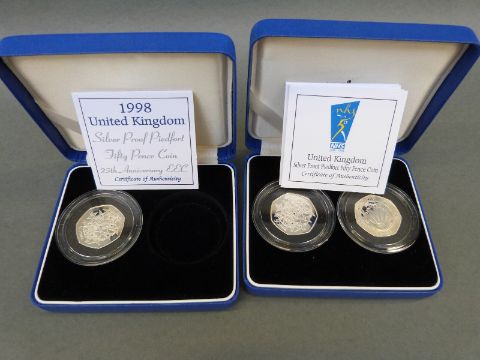 1998
United Kingdom
Silver Proof Piedfort
Fifty Pence Coin
25th Anniversary EEC
Certificate of Authenticity
NHS
United Kingdom
Silver Proof Piedfort Fifty Pence Coin
Certificate of Authenticity